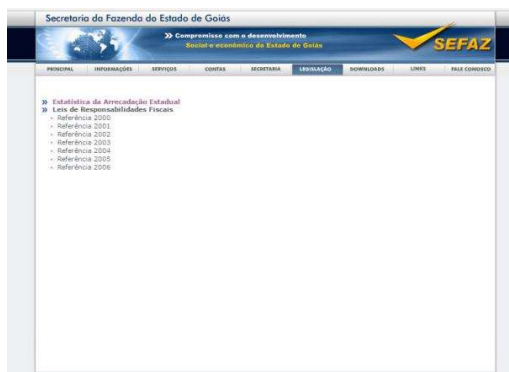 Secretaria da Fazenda do Estado de Goiás
Compromisso com o desenvolvimento
Social e econômico do Estado de Goiás
SEFAZ
PRINCIPAL INFORMAÇÕES SERVIÇOS CONTAS SECRETARIA LEGISLAÇÃO DOWNLOADS LINKS FALE CONOSCO
Estatística da Arrecadação Estadual
Leis de Responsabilidades Fiscais
Referência 2000
Referência 2001
Referência 2002
Referência 2003
Referência 2004
Referência 2005
Referência 2006